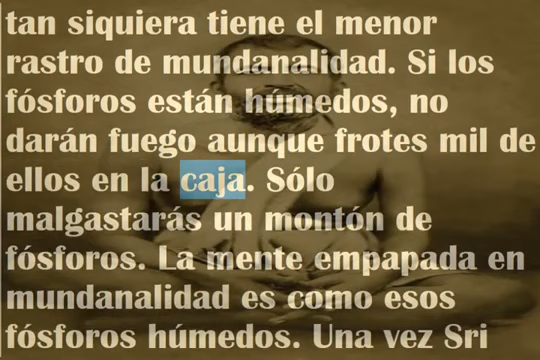 tan siquiera tiene el menor
rastro de mundanalidad. Si los
fósforos están húmedos, no
darán fuego aunque frotes mil de
ellos en la caja. Sólo
malgastarás un montón de
fósforos. La mente empapada en
mundanalidad es como esos
fósforos húmedos. Una vez Sri